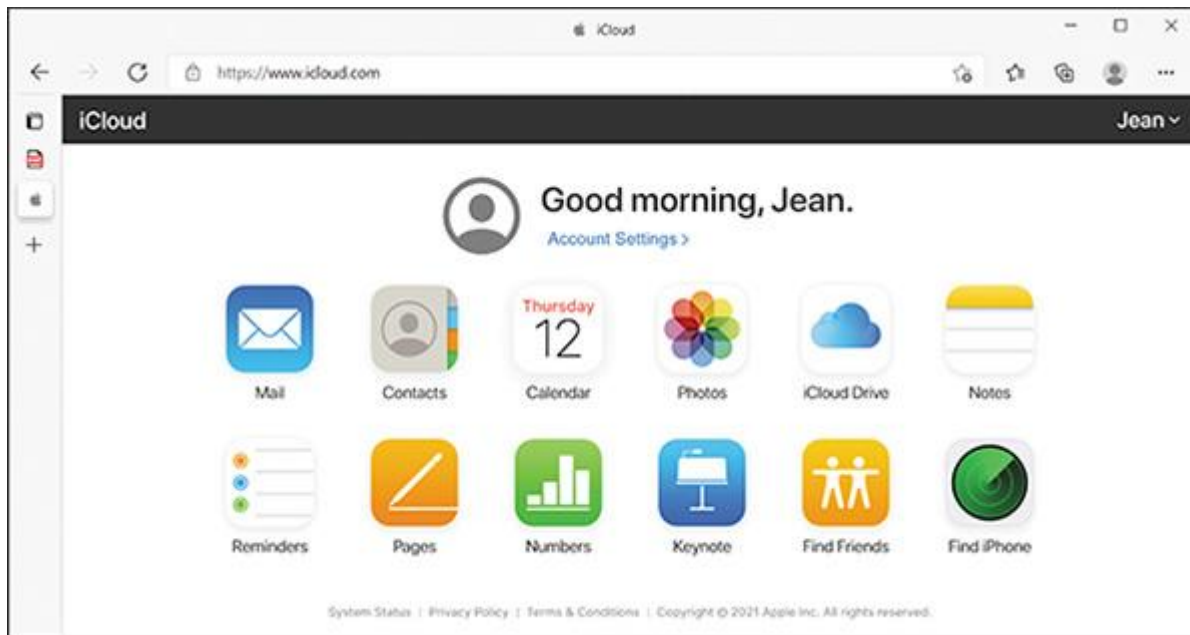 iCloud
https://www.icloud.com
iCloud
Jean
Good morning, Jean.
Account Settings >
Thursday
12
Mail
Contacts
Calendar
Photos
iCloud Drive
Notes
Reminders
Pages
Numbers
Keynote
Find Friends
Find iPhone
System Status | Privacy Policy | Terms & Conditions | Copyright © 2021 Apple Inc. All rights reserved.